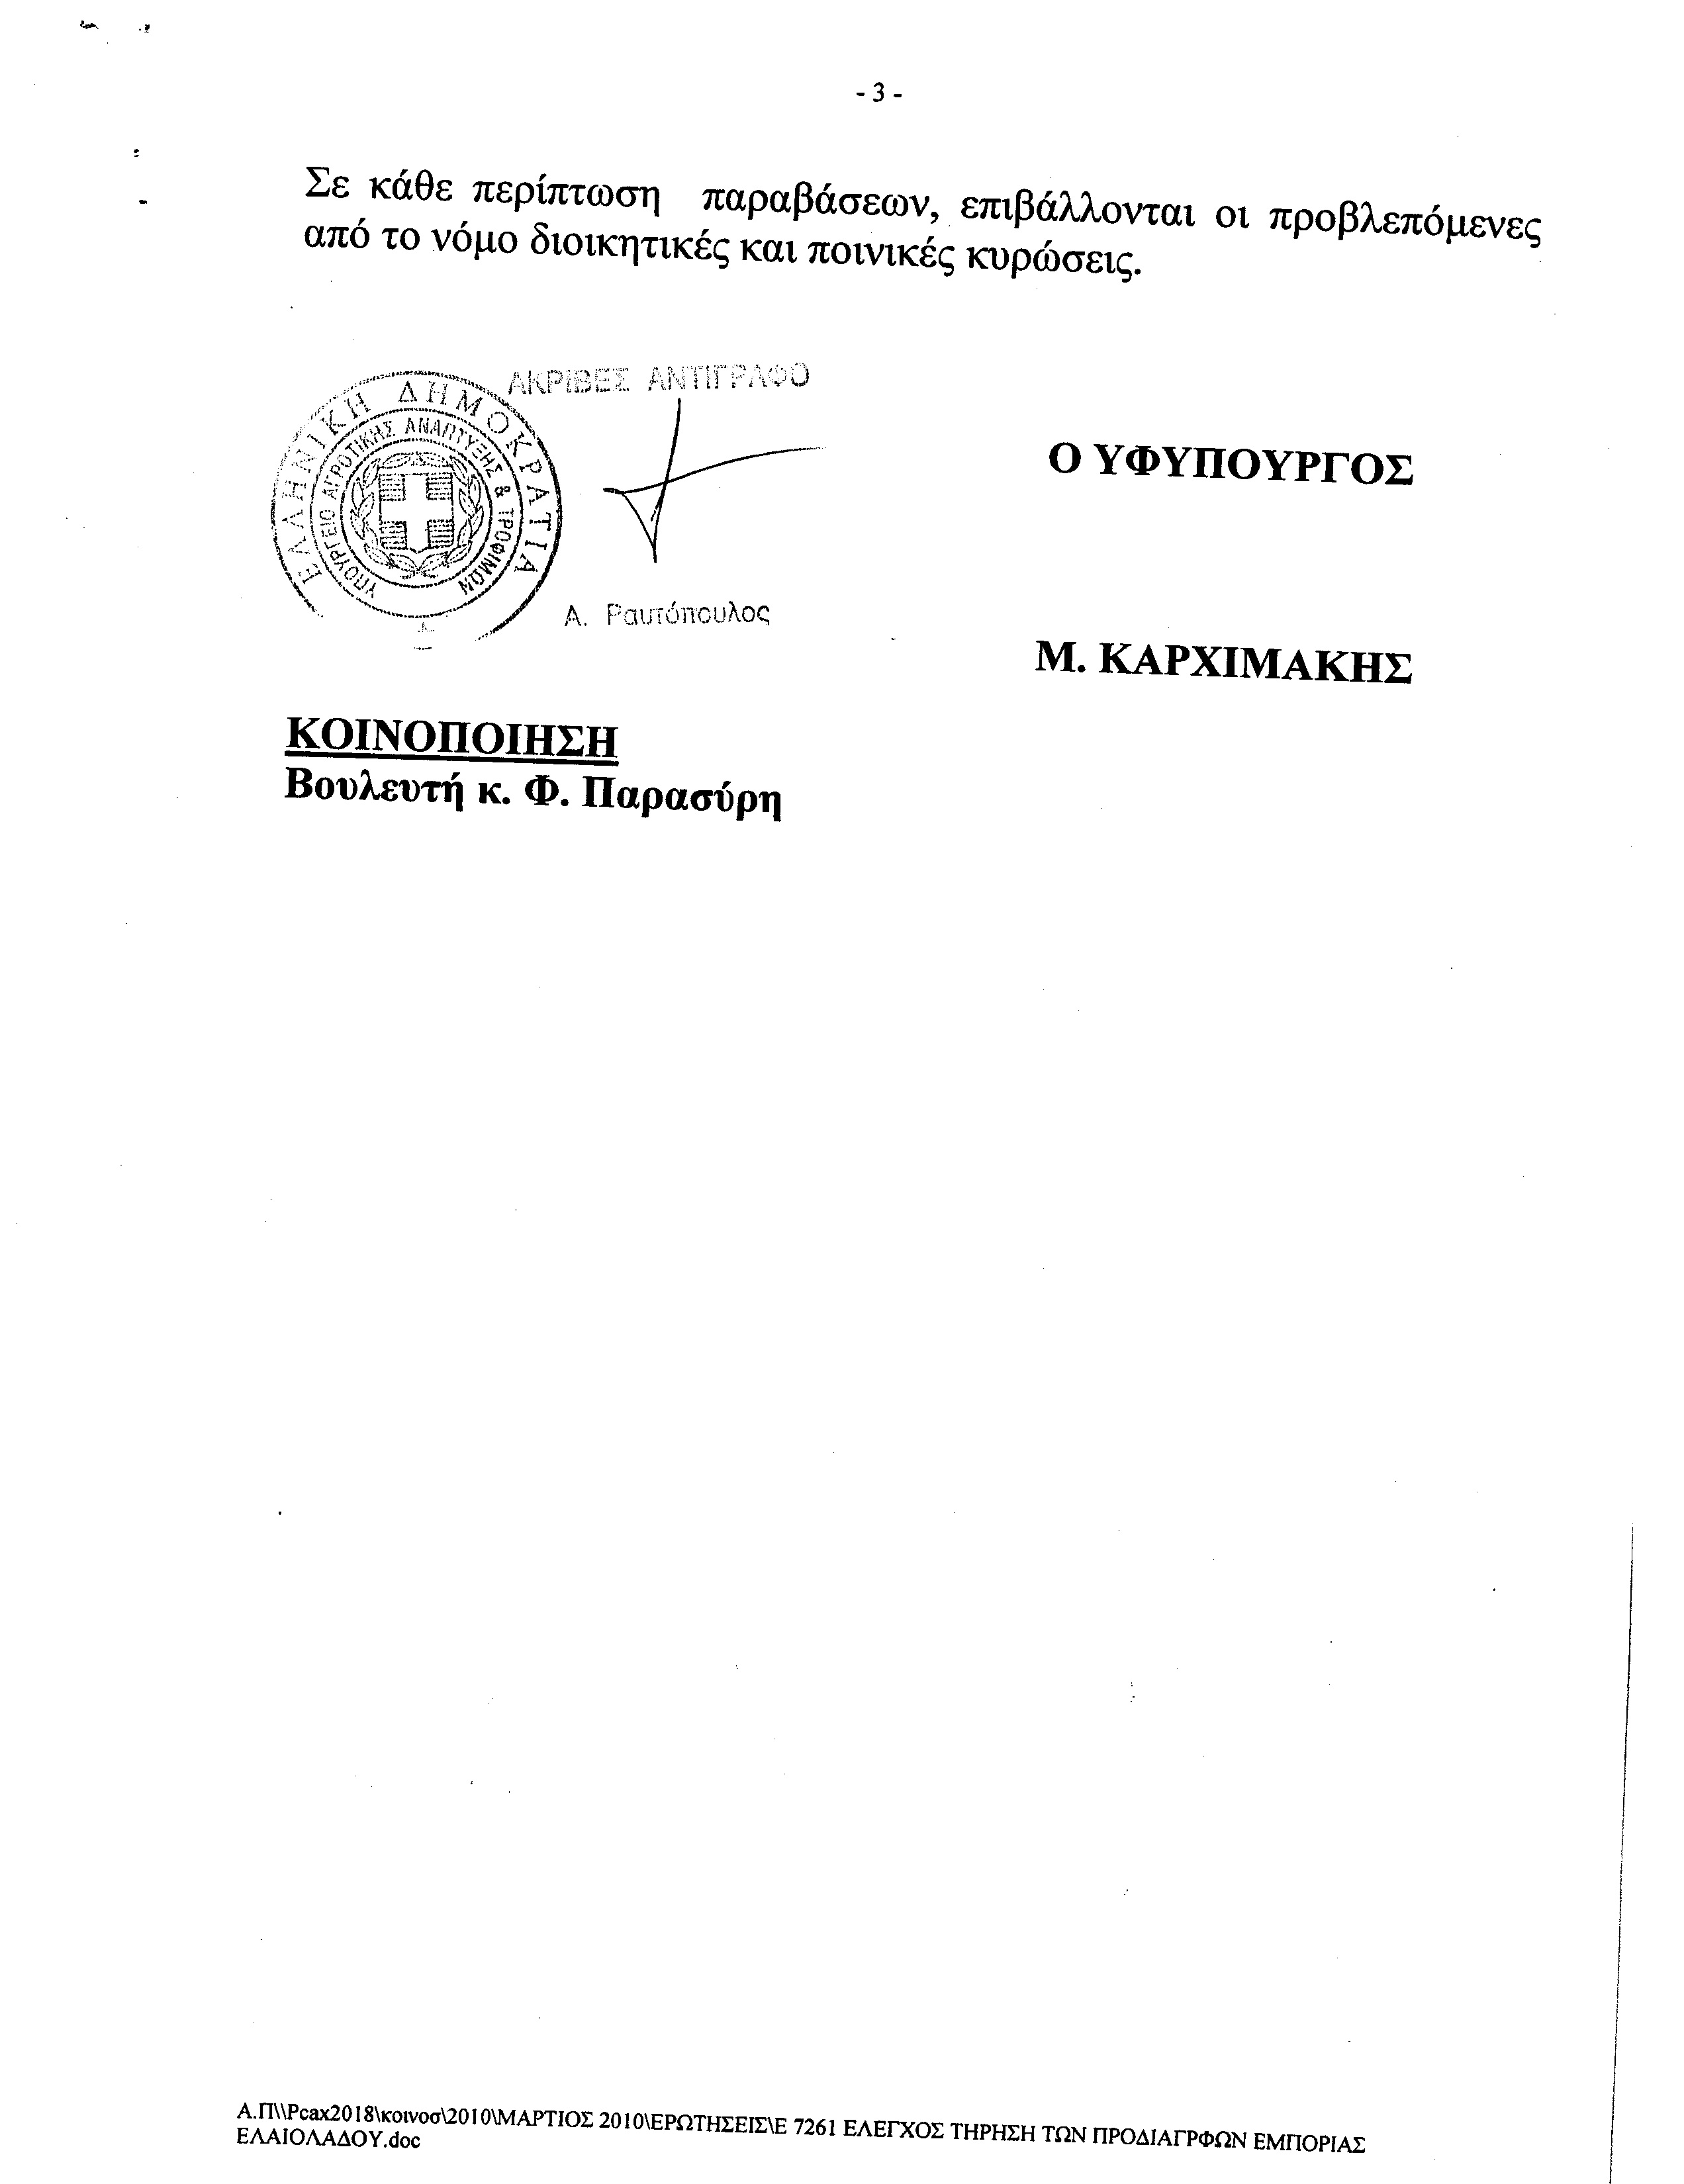 - 3 -
Σε κάθε περίπτωση παραβάσεων, επιβάλλονται οι προβλεπόμενες
από το νόμο διοικητικές και ποινικές κυρώσεις.
ΑΚΡΙΒΕΣ ΑΝΤΙΓΡΑΦΟ
ΕΛΛΗΝΙΚΗ ΔΗΜΟΚΡΑΤΙΑ
ΥΠΟΥΡΓΕΙΟ ΑΓΡΟΤΙΚΗΣ ΑΝΑΠΤΥΞΗΣ & ΤΡΟΦΙΜΩΝ
Ο ΥΦΥΠΟΥΡΓΟΣ
Α. Ραυτόπουλος
Μ. ΚΑΡΧΙΜΑΚΗΣ
ΚΟΙΝΟΠΟΙΗΣΗ
Βουλευτή κ. Φ. Παρασύρη
Α.Π\\Pcax2018\κοινοσ\2010\ΜΑΡΤΙΟΣ 2010\ΕΡΩΤΗΣΕΙΣ\Ε 7261 ΕΛΕΓΧΟΣ ΤΗΡΗΣΗ ΤΩΝ ΠΡΟΔΙΑΓΡΦΩΝ ΕΜΠΟΡΙΑΣ
ΕΛΑΙΟΛΑΔΟΥ.doc